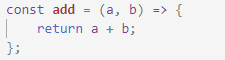 const add = (a, b) => {
    return a + b;
};